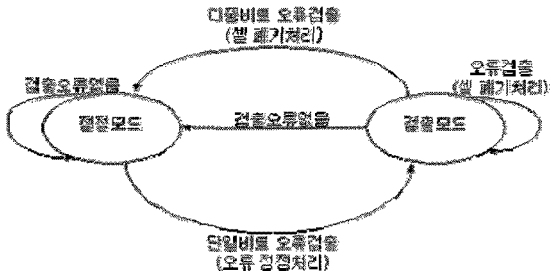 다중비트 오류검출
(셀 폐기처리)
검출오류없음
오류검출
(셀 폐기처리)
정정모드
검출오류없음
검출모드
단일비트 오류검출
(오류 정정처리)